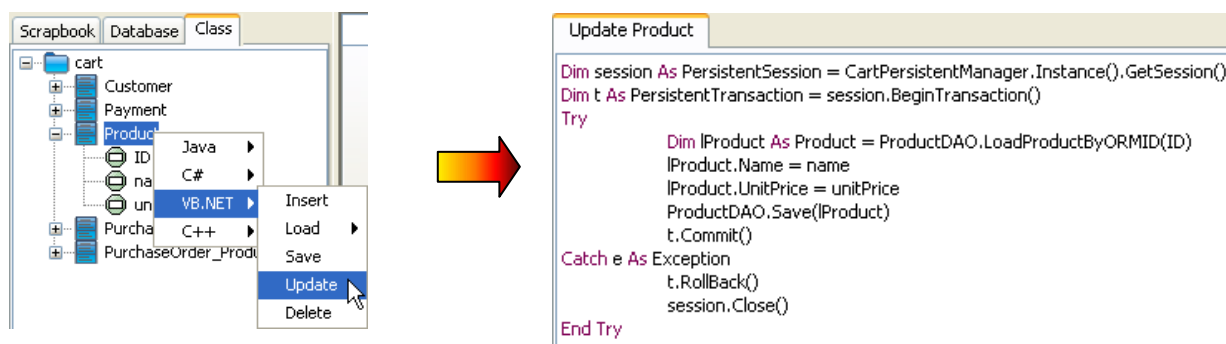 Scrapbook Database Class
cart
Customer
Payment
Product
ID
na
un
Purcha
PurchaseOrder_Produ
Java
C#
VB.NET
C++
Insert
Load
Save
Update
Delete
Update Product
Dim session As PersistentSession = CartPersistentManager.Instance().GetSession()
Dim t As PersistentTransaction = session.BeginTransaction()
Try
Dim lProduct As Product = ProductDAO.LoadProductByORMID(ID)
lProduct.Name = name
lProduct.UnitPrice = unitPrice
ProductDAO.Save(lProduct)
t.Commit()
Catch e As Exception
t.RollBack()
session.Close()
End Try